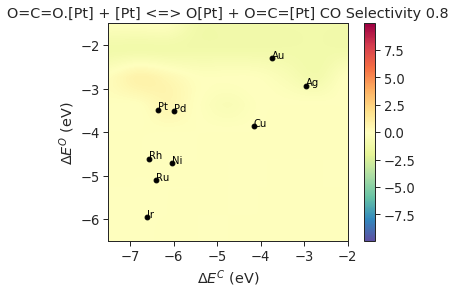 O=C=O.[Pt] + [Pt] <=> O[Pt] + O=C=[Pt] CO Selectivity 0.8
−2
−3
−4
−5
−6
ΔE^O (eV)
Au
Ag
Pt
Pd
Cu
Rh
Ni
Ru
Ir
−7
−6
−5
−4
−3
−2
ΔE^C (eV)
7.5
5.0
2.5
0.0
−2.5
−5.0
−7.5